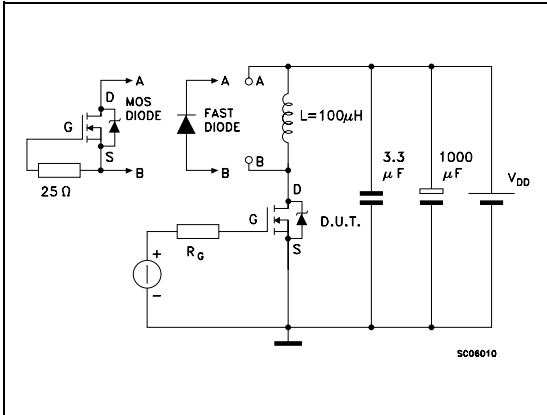 A
A
A
D
MOS
DIODE
G
S
B
25 Ω
FAST
DIODE
B
B
L=100μH
3.3
μF
1000
μF
V_DD
D
G
D.U.T.
S
R_G
+
−
SC06010